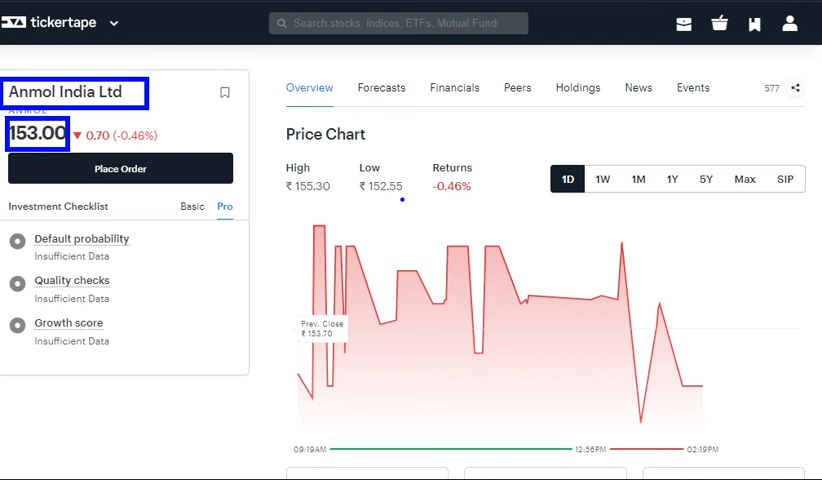 tickertape
Search stocks, Indices, ETFs, Mutual Funds
Anmol India Ltd
ANMOL
153.00 ▼ 0.70 (-0.46%)
Place Order
Investment Checklist Basic Pro
Default probability
Insufficient Data
Quality checks
Insufficient Data
Growth score
Insufficient Data
Overview Forecasts Financials Peers Holdings News Events 577
Price Chart
High Low Returns
₹ 155.30 ₹ 152.55 -0.46%
1D 1W 1M 1Y 5Y Max SIP
Prev. Close
₹ 153.70
09:19AM 12:56PM 02:19PM